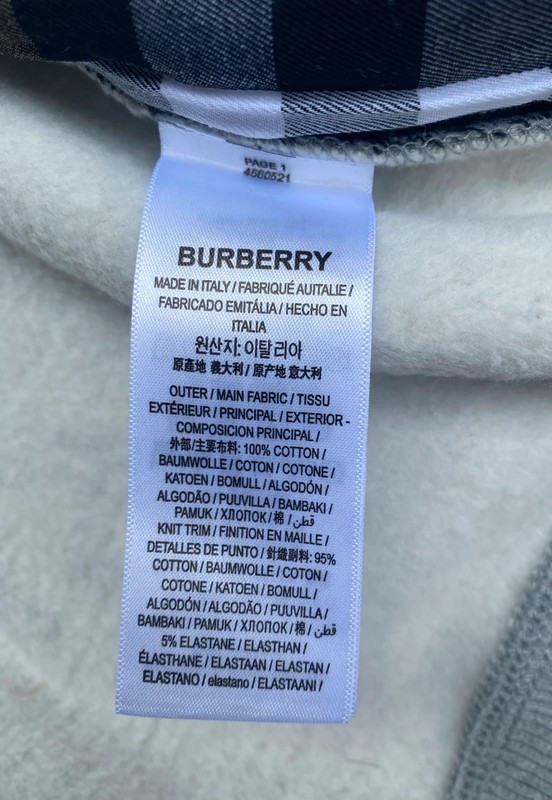 PAGE 1
4560521
BURBERRY
MADE IN ITALY / FABRIQUÉ AUITALIE /
FABRICADO EMITÁLIA / HECHO EN
ITALIA
원산지: 이탈리아
原產地 義大利 / 原产地 意大利
OUTER / MAIN FABRIC / TISSU
EXTÉRIEUR / PRINCIPAL / EXTERIOR -
COMPOSICION PRINCIPAL /
外部/主要布料: 100% COTTON /
BAUMWOLLE / COTON / COTONE /
KATOEN / BOMULL / ALGODÓN /
ALGODÃO / PUUVILLA / BAMBAKI /
PAMUK / ХЛОПОК / 棉 / قطن /
KNIT TRIM / FINITION EN MAILLE /
DETALLES DE PUNTO / 針織副料: 95%
COTTON / BAUMWOLLE / COTON /
COTONE / KATOEN / BOMULL /
ALGODÓN / ALGODÃO / PUUVILLA /
BAMBAKI / PAMUK / ХЛОПОК / 棉 / قطن
5% ELASTANE / ELASTHAN /
ÉLASTHANE / ELASTAAN / ELASTAN /
ELASTANO / elastano / ELASTAANI /